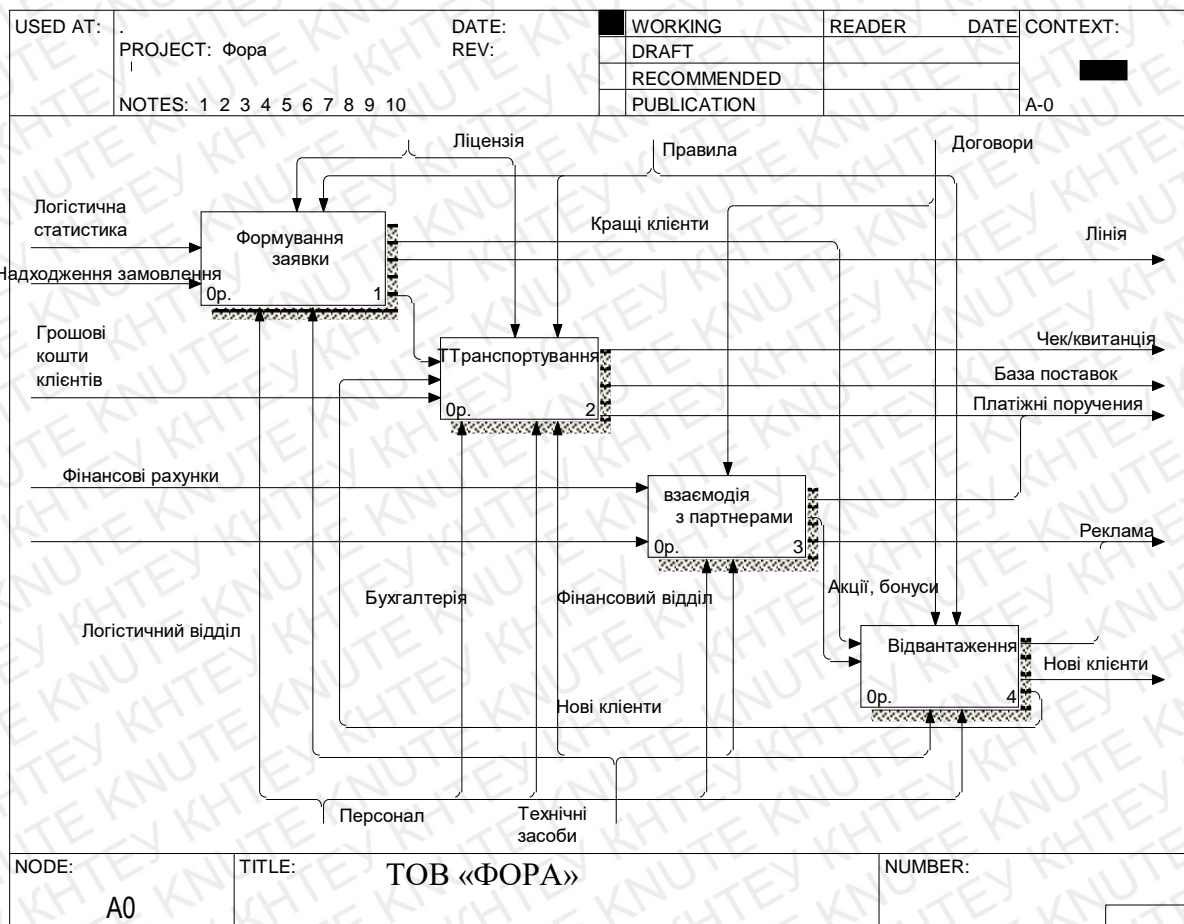 USED AT:
.
DATE:
WORKING
READER
DATE
CONTEXT:
PROJECT: Фора
REV:
DRAFT
RECOMMENDED
NOTES: 1 2 3 4 5 6 7 8 9 10
PUBLICATION
A-0
Ліцензія
Правила
Договори
Логістична
статистика
Надходження замовлення
Формування
заявки
0р.
1
Кращі клієнти
Лінія
Грошові
кошти
клієнтів
ТТранспортування
0р.
2
Чек/квитанція
База поставок
Платіжні поручення
Фінансові рахунки
взаємодія
з партнерами
0р.
3
Реклама
Бухгалтерія
Фінансовий відділ
Акції, бонуси
Логістичний відділ
Відвантаження
0р.
4
Нові клієнти
Нові кліенти
Персонал
Технічні
засоби
NODE:
A0
TITLE:
ТОВ «ФОРА»
NUMBER:
KNUTE KHTEY